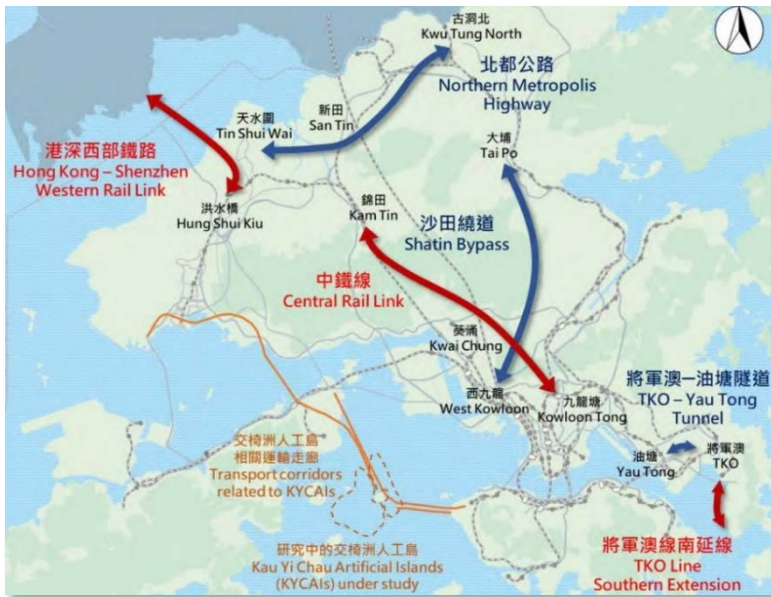 古洞北
Kwu Tung North
北都公路
Northern Metropolis
Highway
新田
San Tin
天水圍
Tin Shui Wai
大埔
Tai Po
港深西部鐵路
Hong Kong – Shenzhen
Western Rail Link
洪水橋
Hung Shui Kiu
錦田
Kam Tin
沙田繞道
Shatin Bypass
中鐵線
Central Rail Link
葵涌
Kwai Chung
西九龍
West Kowloon
九龍塘
Kowloon Tong
將軍澳—油塘隧道
TKO – Yau Tong
Tunnel
油塘
Yau Tong
將軍澳
TKO
交椅洲人工島
相關運輸走廊
Transport corridors
related to KYCAIs
研究中的交椅洲人工島
Kau Yi Chau Artificial Islands
(KYCAIs) under study
將軍澳線南延線
TKO Line
Southern Extension